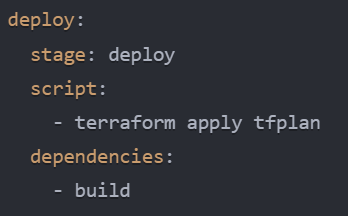 deploy:
  stage: deploy
  script:
    - terraform apply tfplan
  dependencies:
    - build